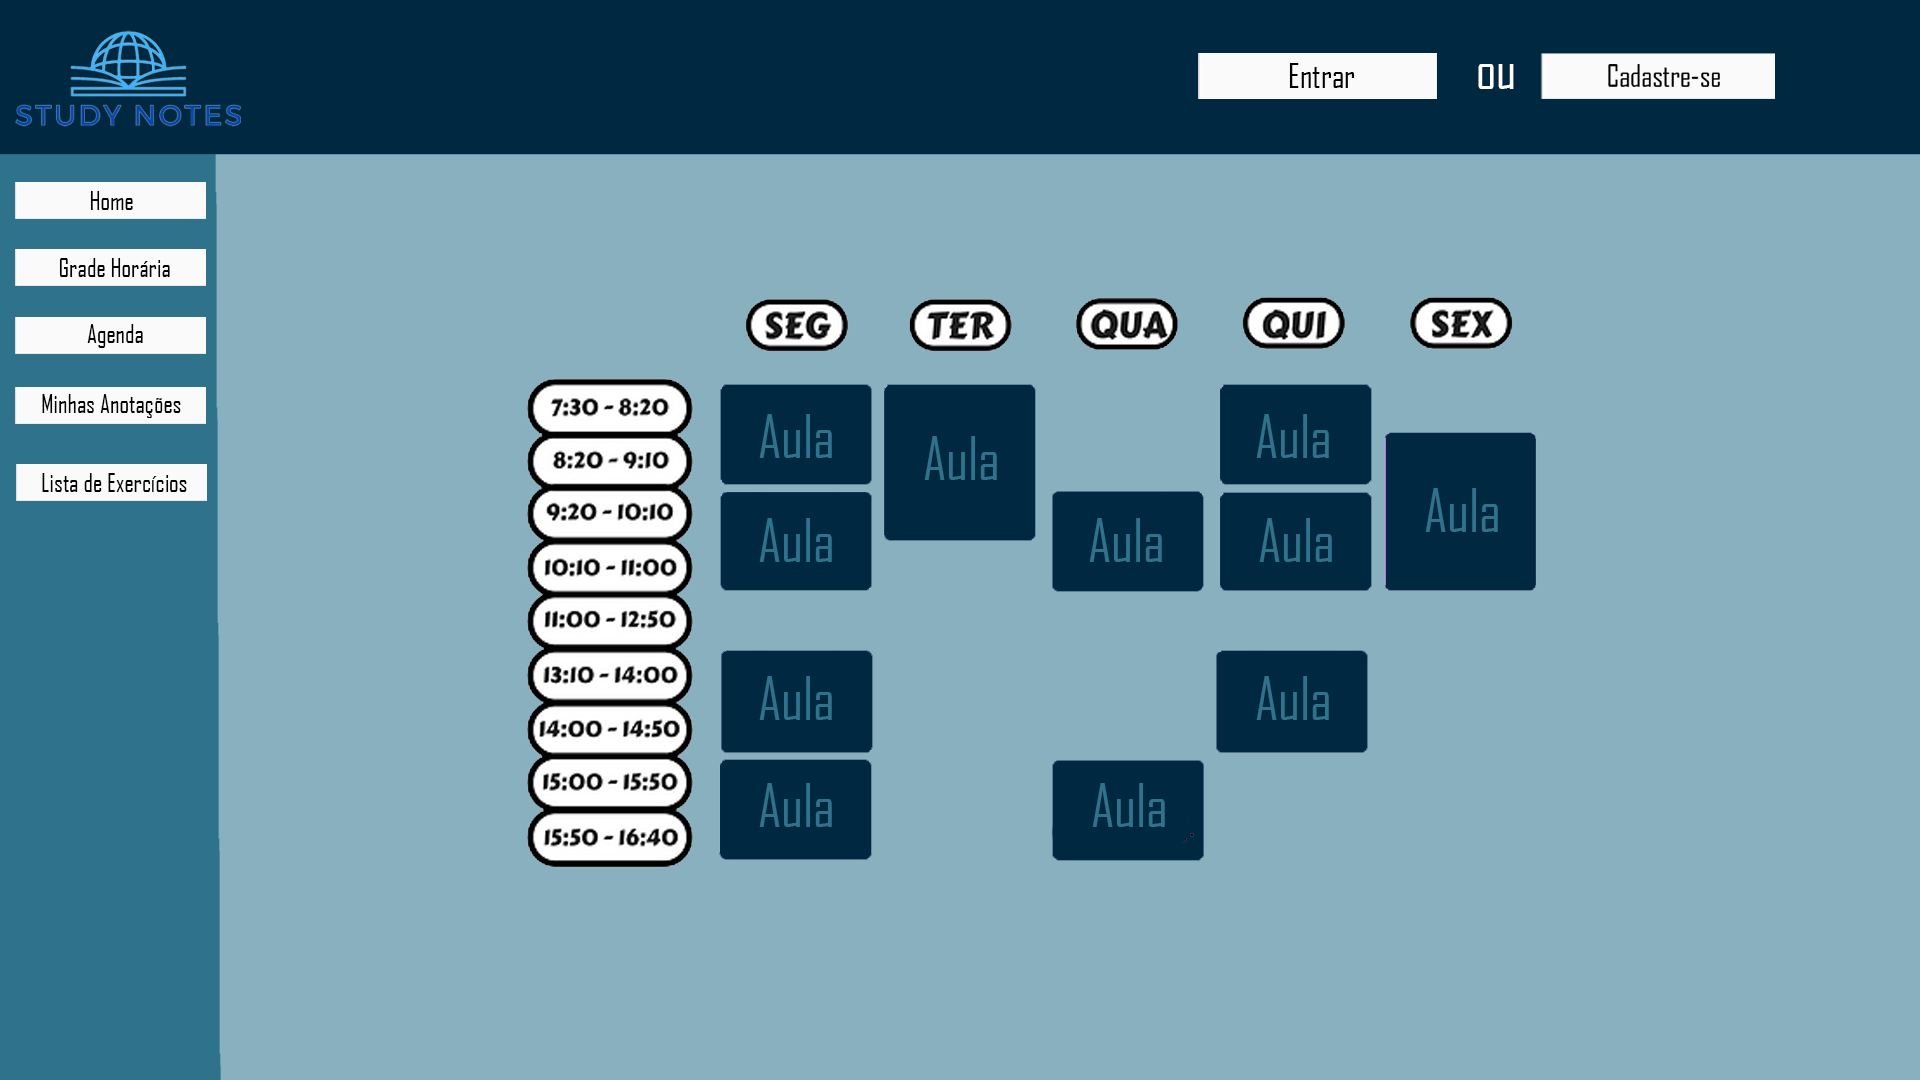 STUDY NOTES
Entrar ou Cadastre-se
Home
Grade Horária
Agenda
Minhas Anotações
Lista de Exercícios
SEG TER QUA QUI SEX
7:30 - 8:20
8:20 - 9:10
9:20 - 10:10
10:10 - 11:00
11:00 - 12:50
13:10 - 14:00
14:00 - 14:50
15:00 - 15:50
15:50 - 16:40
Aula Aula Aula
Aula Aula Aula Aula
Aula Aula
Aula Aula